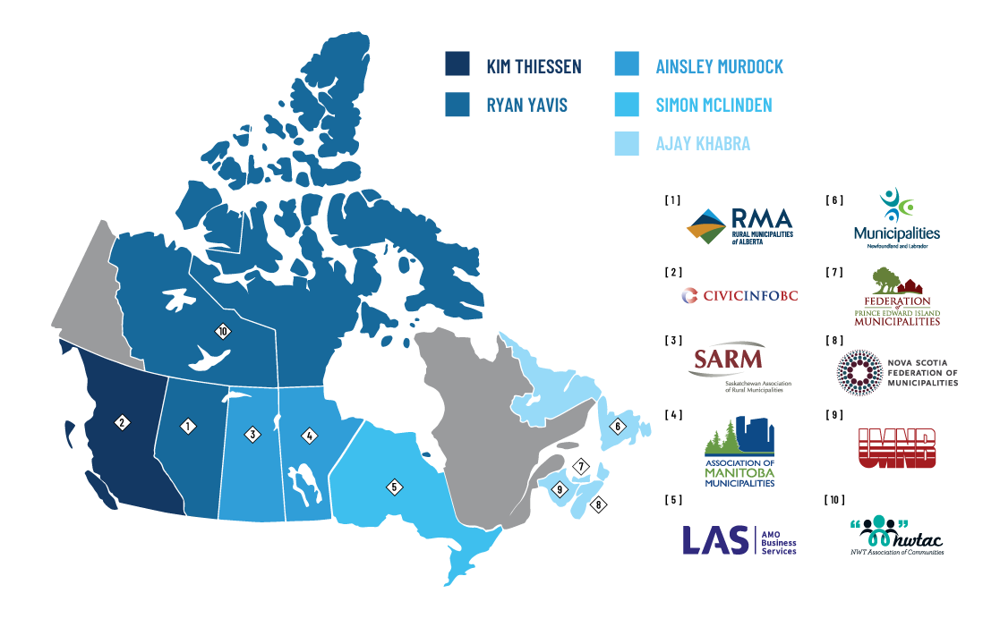 KIM THIESSEN
RYAN YAVIS
AINSLEY MURDOCK
SIMON MCLINDEN
AJAY KHABRA
10
2
1
3
4
5
6
7
9
8
[ 1 ]
RMA
RURAL MUNICIPALITIES
of ALBERTA
[ 2 ]
CIVICINFOBC
[ 3 ]
SARM
Saskatchewan Association
of Rural Municipalities
[ 4 ]
ASSOCIATION OF
MANITOBA
MUNICIPALITIES
[ 5 ]
LAS
AMO
Business
Services
[ 6 ]
Municipalities
Newfoundland and Labrador
[ 7 ]
FEDERATION
of
PRINCE EDWARD ISLAND
MUNICIPALITIES
[ 8 ]
NOVA SCOTIA
FEDERATION OF
MUNICIPALITIES
[ 9 ]
UMNB
[ 10 ]
“ ”
nwtac
NWT Association of Communities